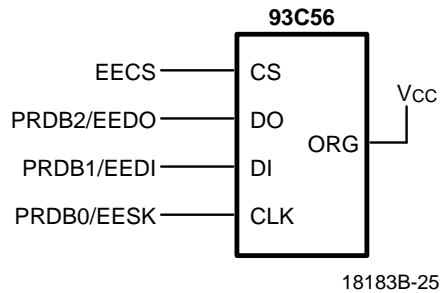 93C56
EECS CS
VCC
PRDB2/EEDO DO
ORG
PRDB1/EEDI DI
PRDB0/EESK CLK
18183B-25